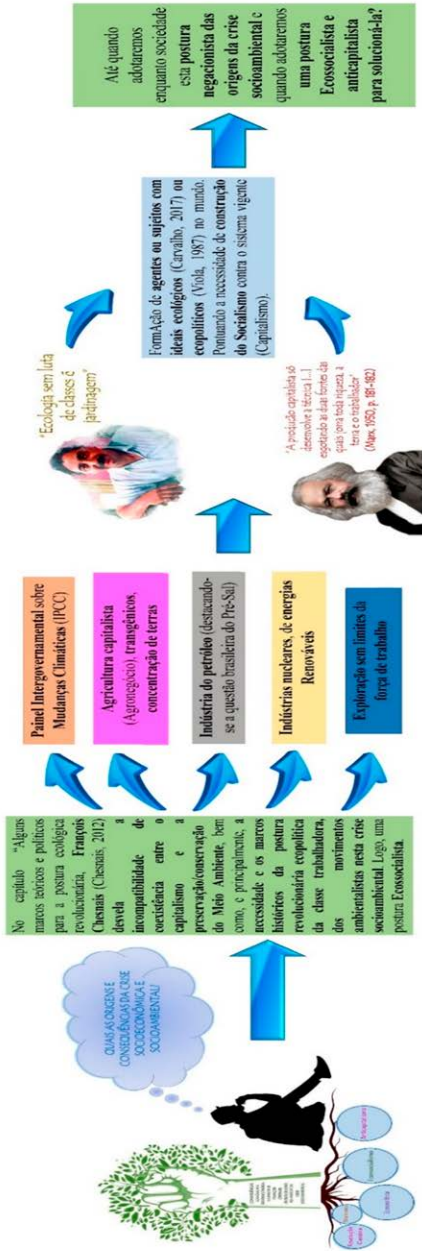 QUAIS AS ORIGENS E
CONSEQUÊNCIAS DA CRISE
SOCIOECONÔMICA E
SOCIOAMBIENTAL!
No capítulo "Alguns
marcos teóricos e políticos
para a postura ecológica
revolucionária, François
Chesnais (Chesnais, 2012)
desvela a
incompatibilidade de
coexistência entre o
capitalismo e a
preservação/conservação
do Meio Ambiente, bem
como, e principalmente, a
necessidade e os marcos
históricos da postura
revolucionária ecopolítica
da classe trabalhadora,
dos movimentos
ambientalistas nesta crise
socioambiental. Logo, uma
postura Ecossocialista.
Painel Intergovernamental sobre
Mudanças Climáticas (IPCC)
Agricultura capitalista
(Agronegócio), transgênicos,
concentração de terras
Indústria do petróleo (destacando-
se a questão brasileira do Pré-Sal)
Indústrias nucleares, de energias
Renováveis
Exploração sem limites da
força de trabalho
"Ecologia sem luta
de clases é
jardinagem"
"A produção capitalista só
desenvolve a técnica [...]
esgotando as duas fontes das
quais jorra toda riqueza, a
terra e o trabalhador"
(Marx, 1950, p. 181-182)
FormAção de agentes ou sujeitos com
ideais ecológicos (Carvalho, 2017) ou
ecopolíticos (Viola, 1987) no mundo.
Pontuando a necessidade de construção
do Socialismo contra o sistema vigente
(Capitalismo).
Até quando
adotaremos
enquanto sociedade
esta postura
negacionista das
origens da crise
socioambiental e
quando adotaremos
uma postura
Ecossocialista e
anticapitalista
para solucioná-la?